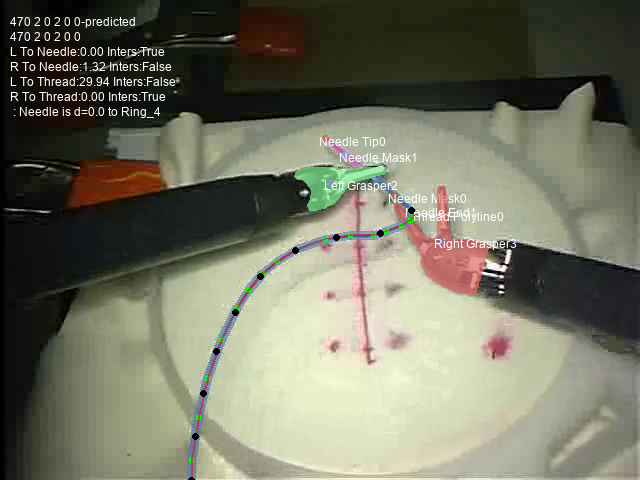 470 2 0 2 0 0-predicted
470 2 0 2 0 0
L To Needle:0.00 Inters:True
R To Needle:1.32 Inters:False
L To Thread:29.94 Inters:False
R To Thread:0.00 Inters:True
: Needle is d=0.0 to Ring_4
Needle Tip0
Needle Mask1
Left Grasper2
Needle Mask0
Needle End1
Thread Polyline0
Right Grasper3